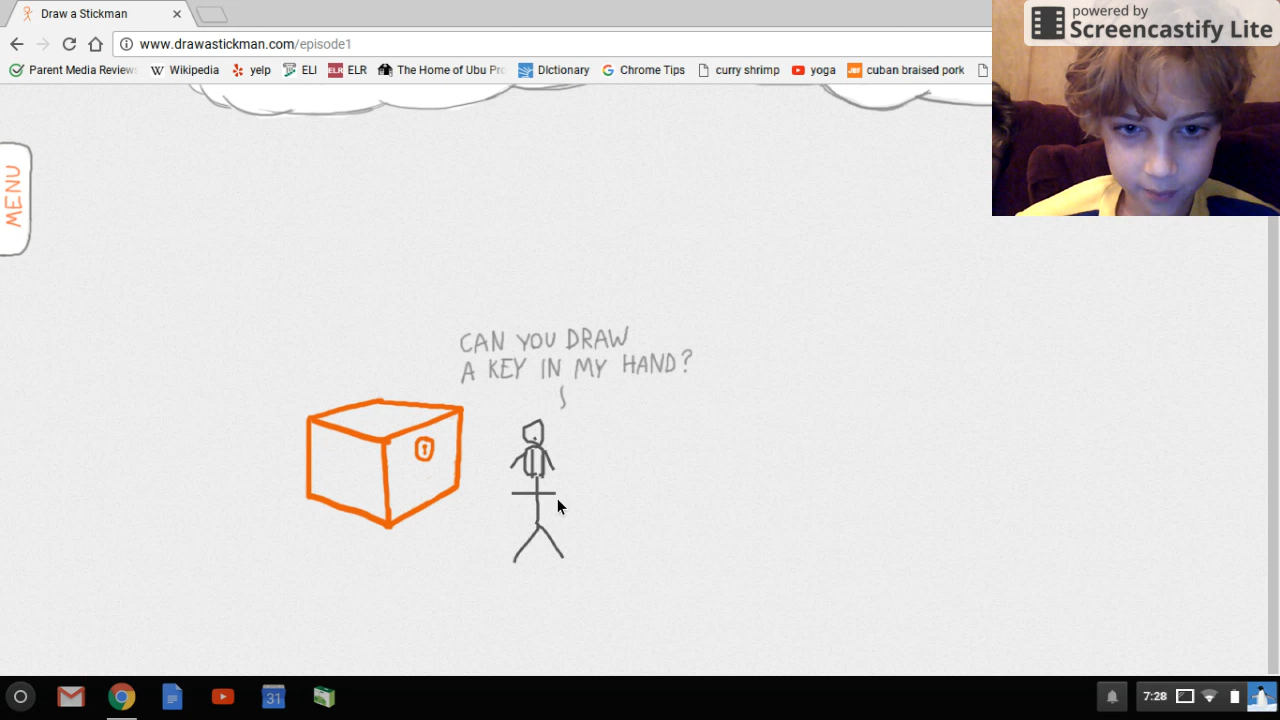 Draw a Stickman
powered by
Screencastify Lite
www.drawastickman.com/episode1
Parent Media Review
W Wikipedia
yelp
ELI
ELR ELR
The Home of Ubu Pr
Dictionary
G Chrome Tips
curry shrimp
yoga
cuban braised pork
MENU
CAN YOU DRAW
A KEY IN MY HAND?
31
7:28